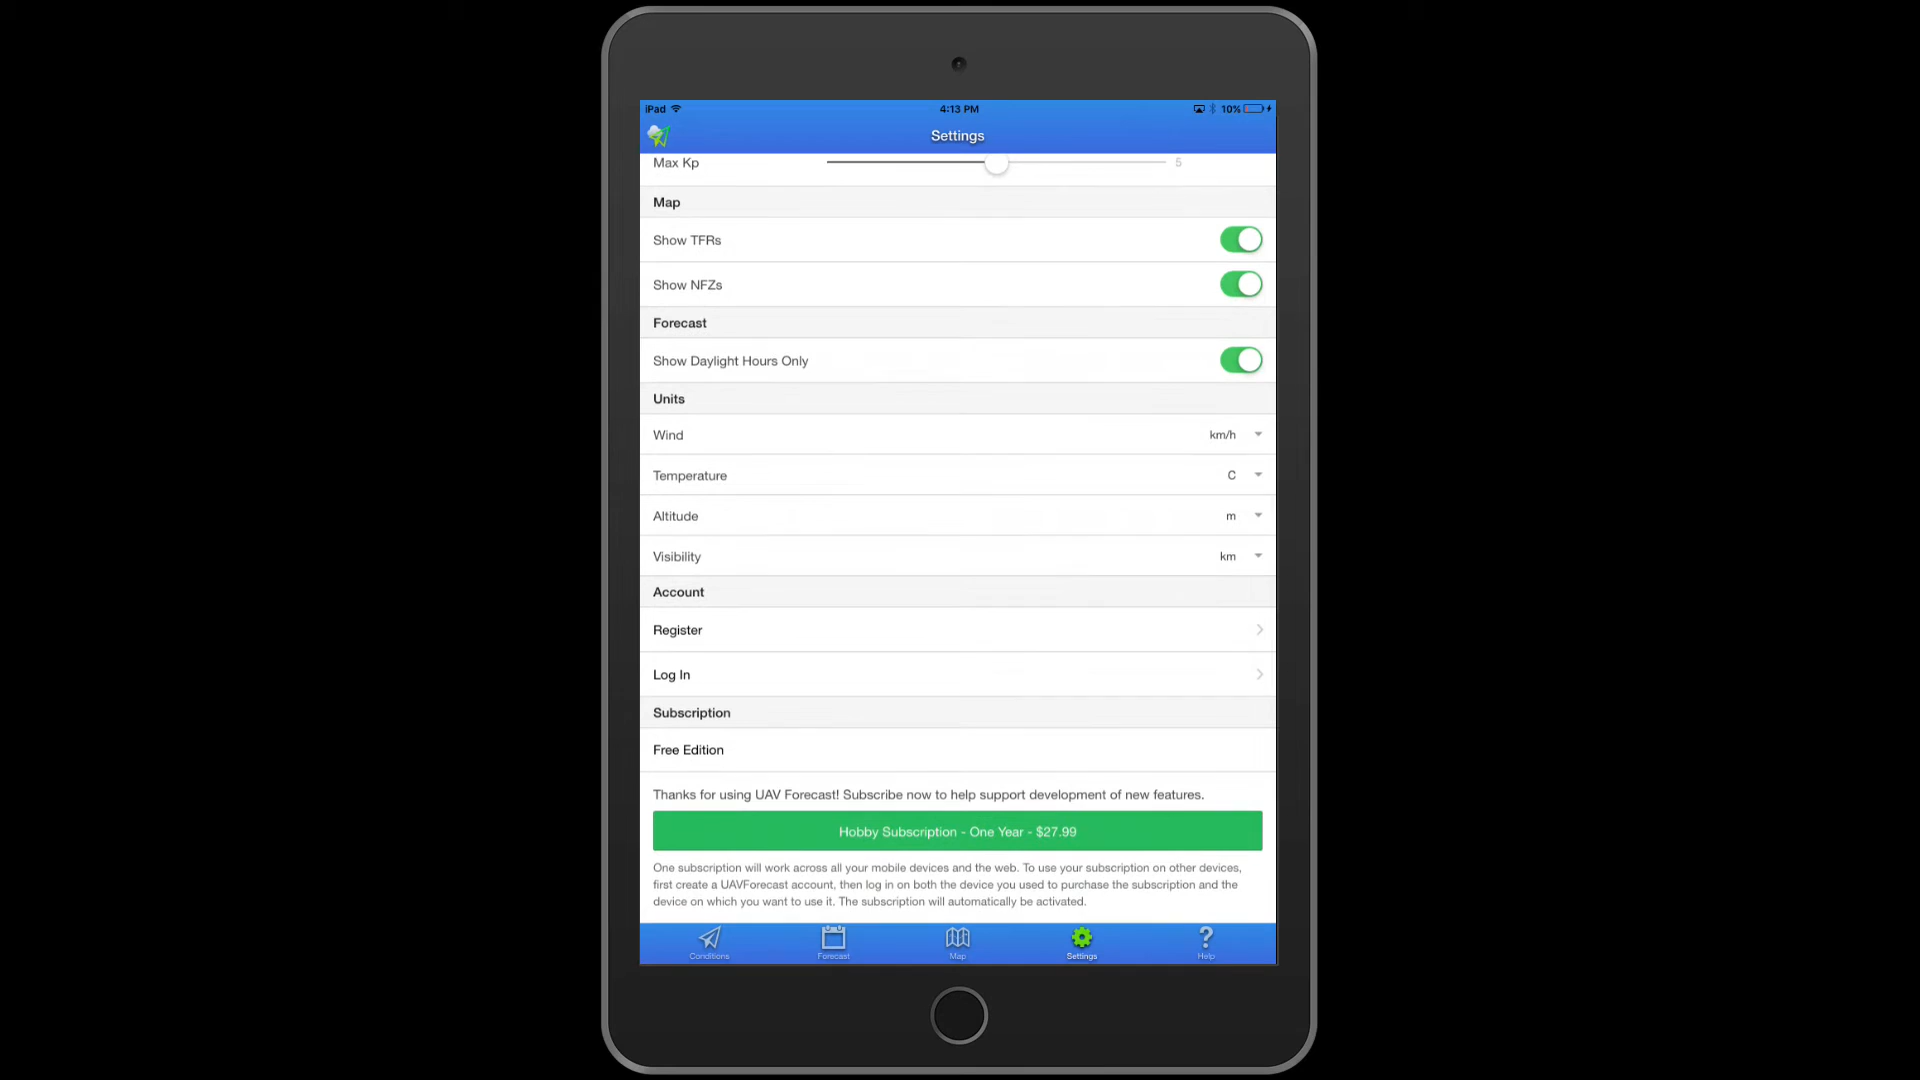 iPad 4:13 PM 10%
Settings
Max Kp 5
Map
Show TFRs
Show NFZs
Forecast
Show Daylight Hours Only
Units
Wind km/h
Temperature C
Altitude m
Visibility km
Account
Register
Log In
Subscription
Free Edition
Thanks for using UAV Forecast! Subscribe now to help support development of new features.
Hobby Subscription - One Year - $27.99
One subscription will work across all your mobile devices and the web. To use your subscription on other devices,
first create a UAVForecast account, then log in on both the device you used to purchase the subscription and the
device on which you want to use it. The subscription will automatically be activated.
Conditions Forecast Map Settings Help